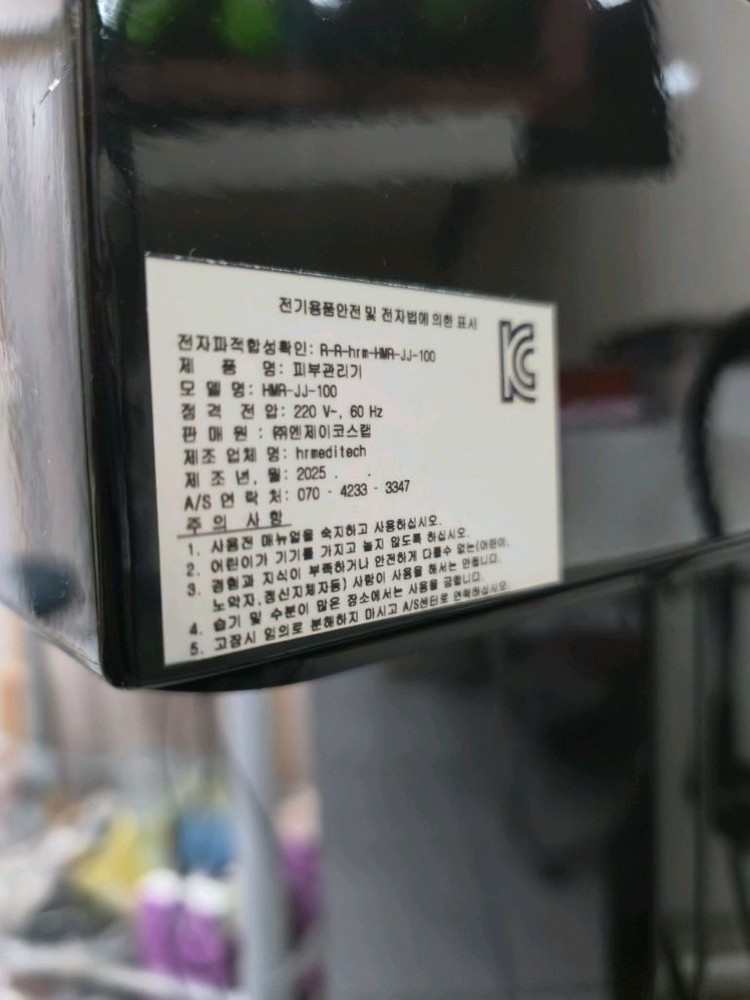 전기용품안전 및 전자법에 의한 표시
전자파적합성확인: R-R-hrm-HMR-JJ-100
제 품 명: 피부관리기
모 델 명: HMR-JJ-100
정 격 전 압: 220 V~, 60 Hz
판 매 원 : ㈜엔제이코스랩
제조 업체 명: hrmeditech
제 조 년, 월: 2025 . .
A/S 연 락 처: 070 - 4233 - 3347
주 의 사 항
1. 사용전 매뉴얼을 숙지하고 사용하십시오.
2. 어린이가 기기를 가지고 놀지 않도록 하십시오.
3. 경험과 지식이 부족하거나 안전하게 다룰수 없는(어린이,
노약자,정신지체자등) 사람이 사용을 해서는 안됩니다.
4. 습기 및 수분이 많은 장소에서는 사용을 금합니다.
5. 고장시 임의로 분해하지 마시고 A/S센터로 연락하십시오.